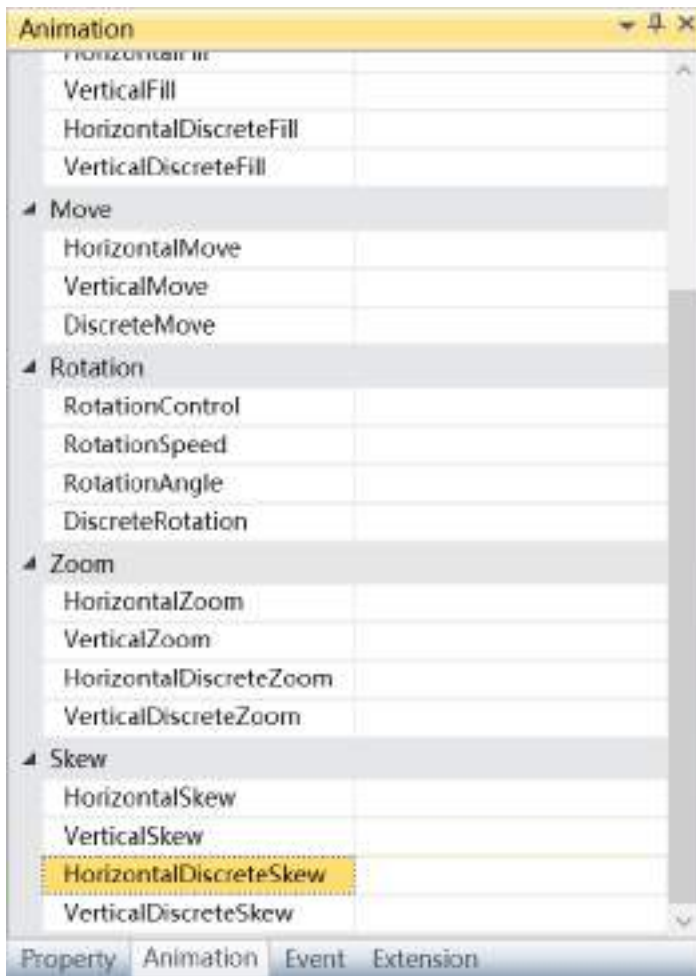 Animation
VerticalFill
HorizontalDiscreteFill
VerticalDiscreteFill
Move
HorizontalMove
VerticalMove
DiscreteMove
Rotation
RotationControl
RotationSpeed
RotationAngle
DiscreteRotation
Zoom
HorizontalZoom
VerticalZoom
HorizontalDiscreteZoom
VerticalDiscreteZoom
Skew
HorizontalSkew
VerticalSkew
HorizontalDiscreteSkew
VerticalDiscreteSkew
Property Animation Event Extension